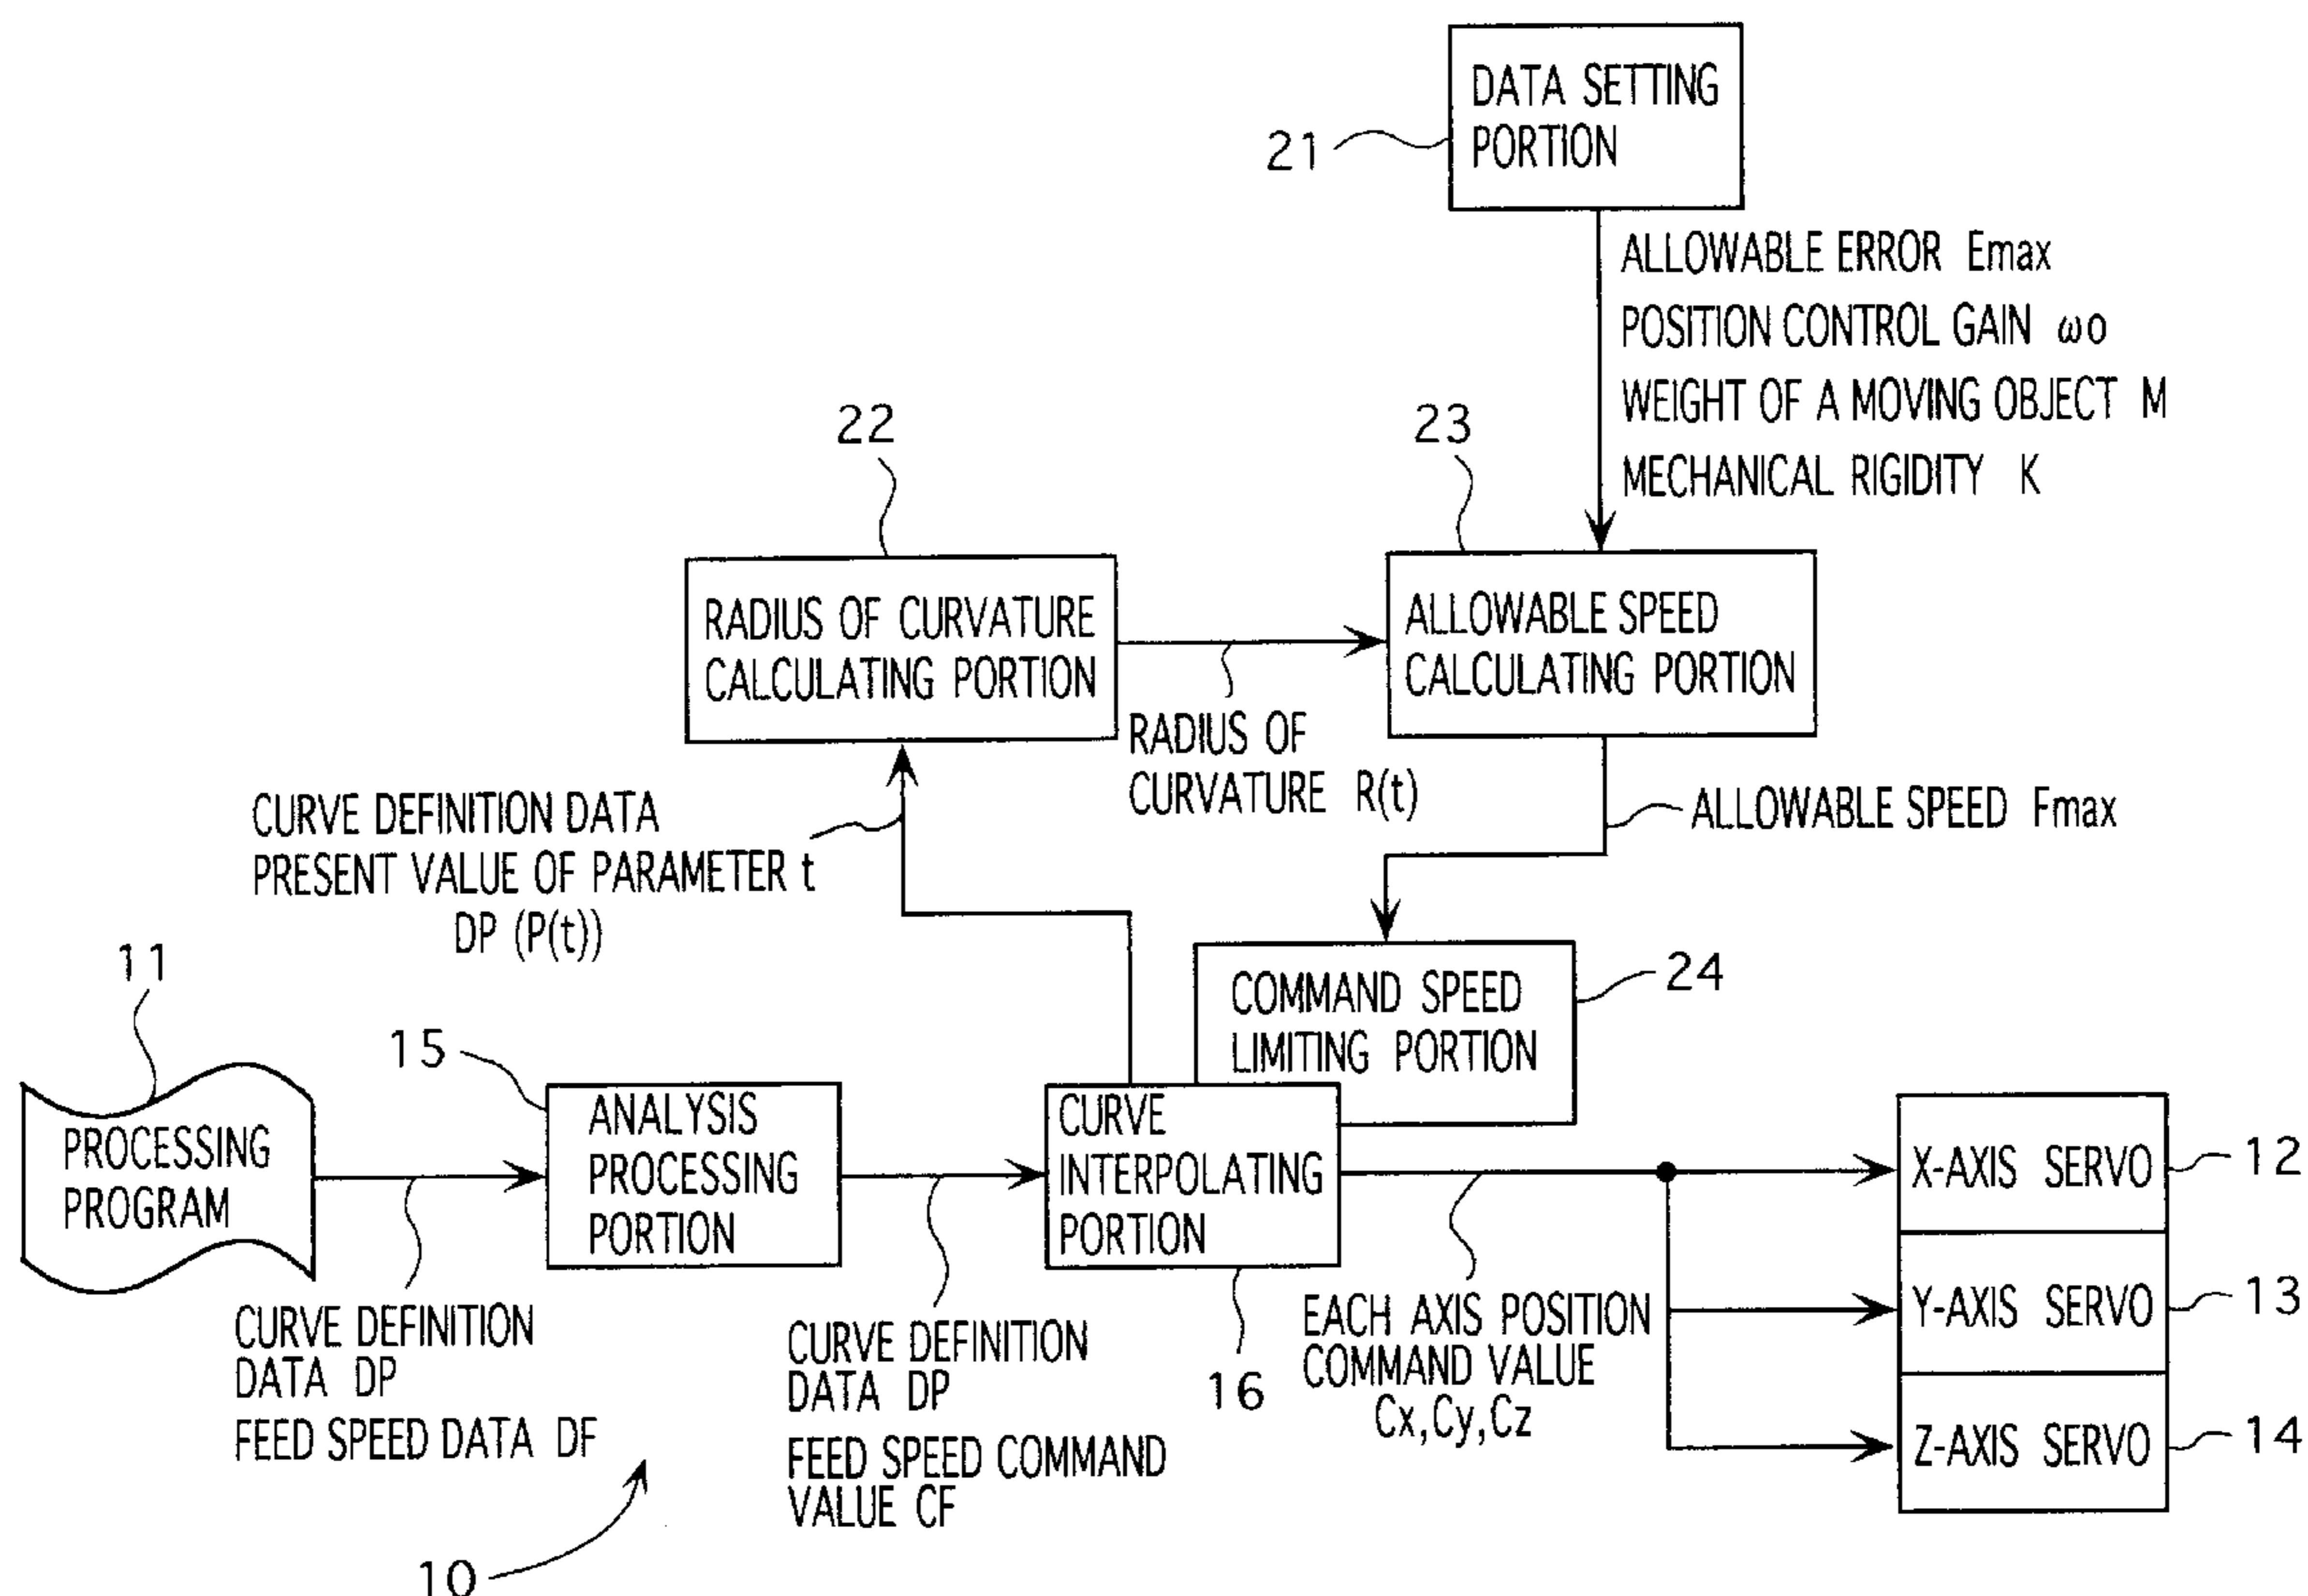 DATA SETTING
PORTION
21
ALLOWABLE ERROR Emax
POSITION CONTROL GAIN ωo
WEIGHT OF A MOVING OBJECT M
MECHANICAL RIGIDITY K
22
23
RADIUS OF CURVATURE
CALCULATING PORTION
ALLOWABLE SPEED
CALCULATING PORTION
RADIUS OF
CURVATURE R(t)
CURVE DEFINITION DATA
PRESENT VALUE OF PARAMETER t
DP (P(t))
ALLOWABLE SPEED Fmax
COMMAND SPEED
LIMITING PORTION
24
11
PROCESSING
PROGRAM
15
ANALYSIS
PROCESSING
PORTION
CURVE
INTERPOLATING
PORTION
16
X-AXIS SERVO
12
Y-AXIS SERVO
13
Z-AXIS SERVO
14
CURVE DEFINITION
DATA DP
FEED SPEED DATA DF
CURVE DEFINITION
DATA DP
FEED SPEED COMMAND
VALUE CF
EACH AXIS POSITION
COMMAND VALUE
Cx,Cy,Cz
10